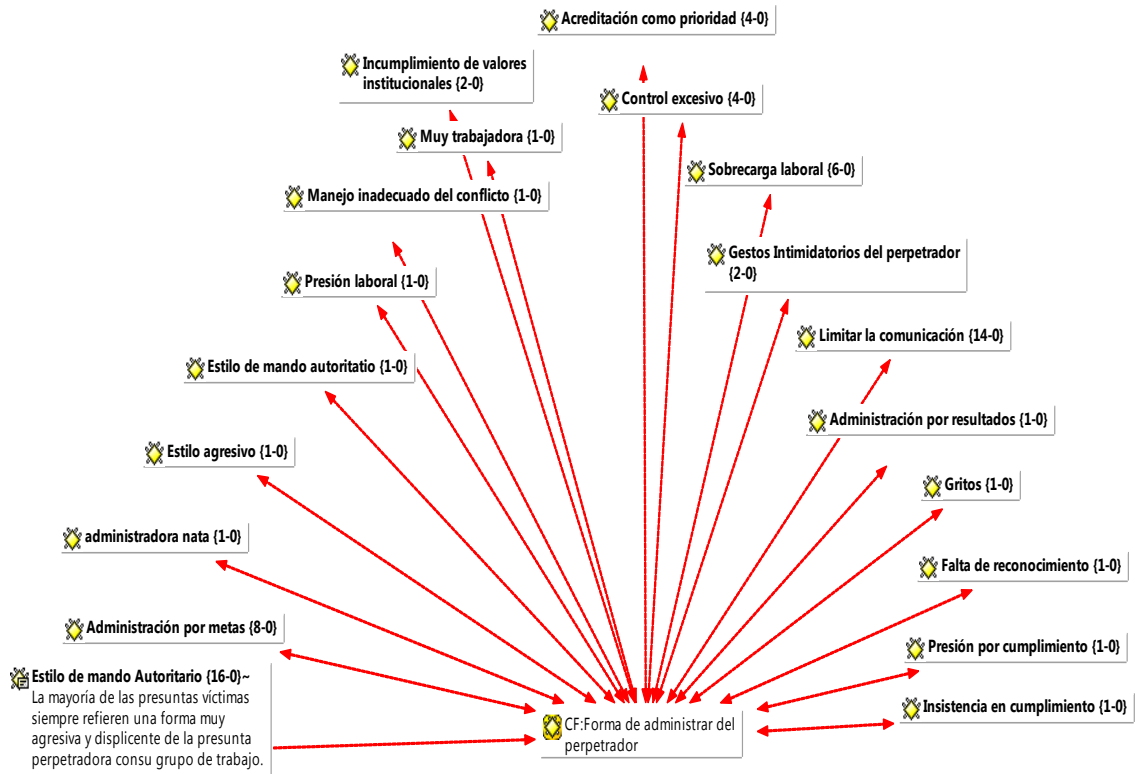 Acreditación como prioridad {4-0}
Incumplimiento de valores
institucionales {2-0}
Control excesivo {4-0}
Muy trabajadora {1-0}
Sobrecarga laboral {6-0}
Manejo inadecuado del conflicto {1-0}
Gestos Intimidatorios del perpetrador
{2-0}
Presión laboral {1-0}
Limitar la comunicación {14-0}
Estilo de mando autoritatio {1-0}
Administración por resultados {1-0}
Estilo agresivo {1-0}
Gritos {1-0}
administradora nata {1-0}
Falta de reconocimiento {1-0}
Administración por metas {8-0}
Presión por cumplimiento {1-0}
Estilo de mando Autoritario {16-0}~
La mayoría de las presuntas víctimas
siempre refieren una forma muy
agresiva y displicente de la presunta
perpetradora consu grupo de trabajo.
Insistencia en cumplimiento {1-0}
CF:Forma de administrar del
perpetrador